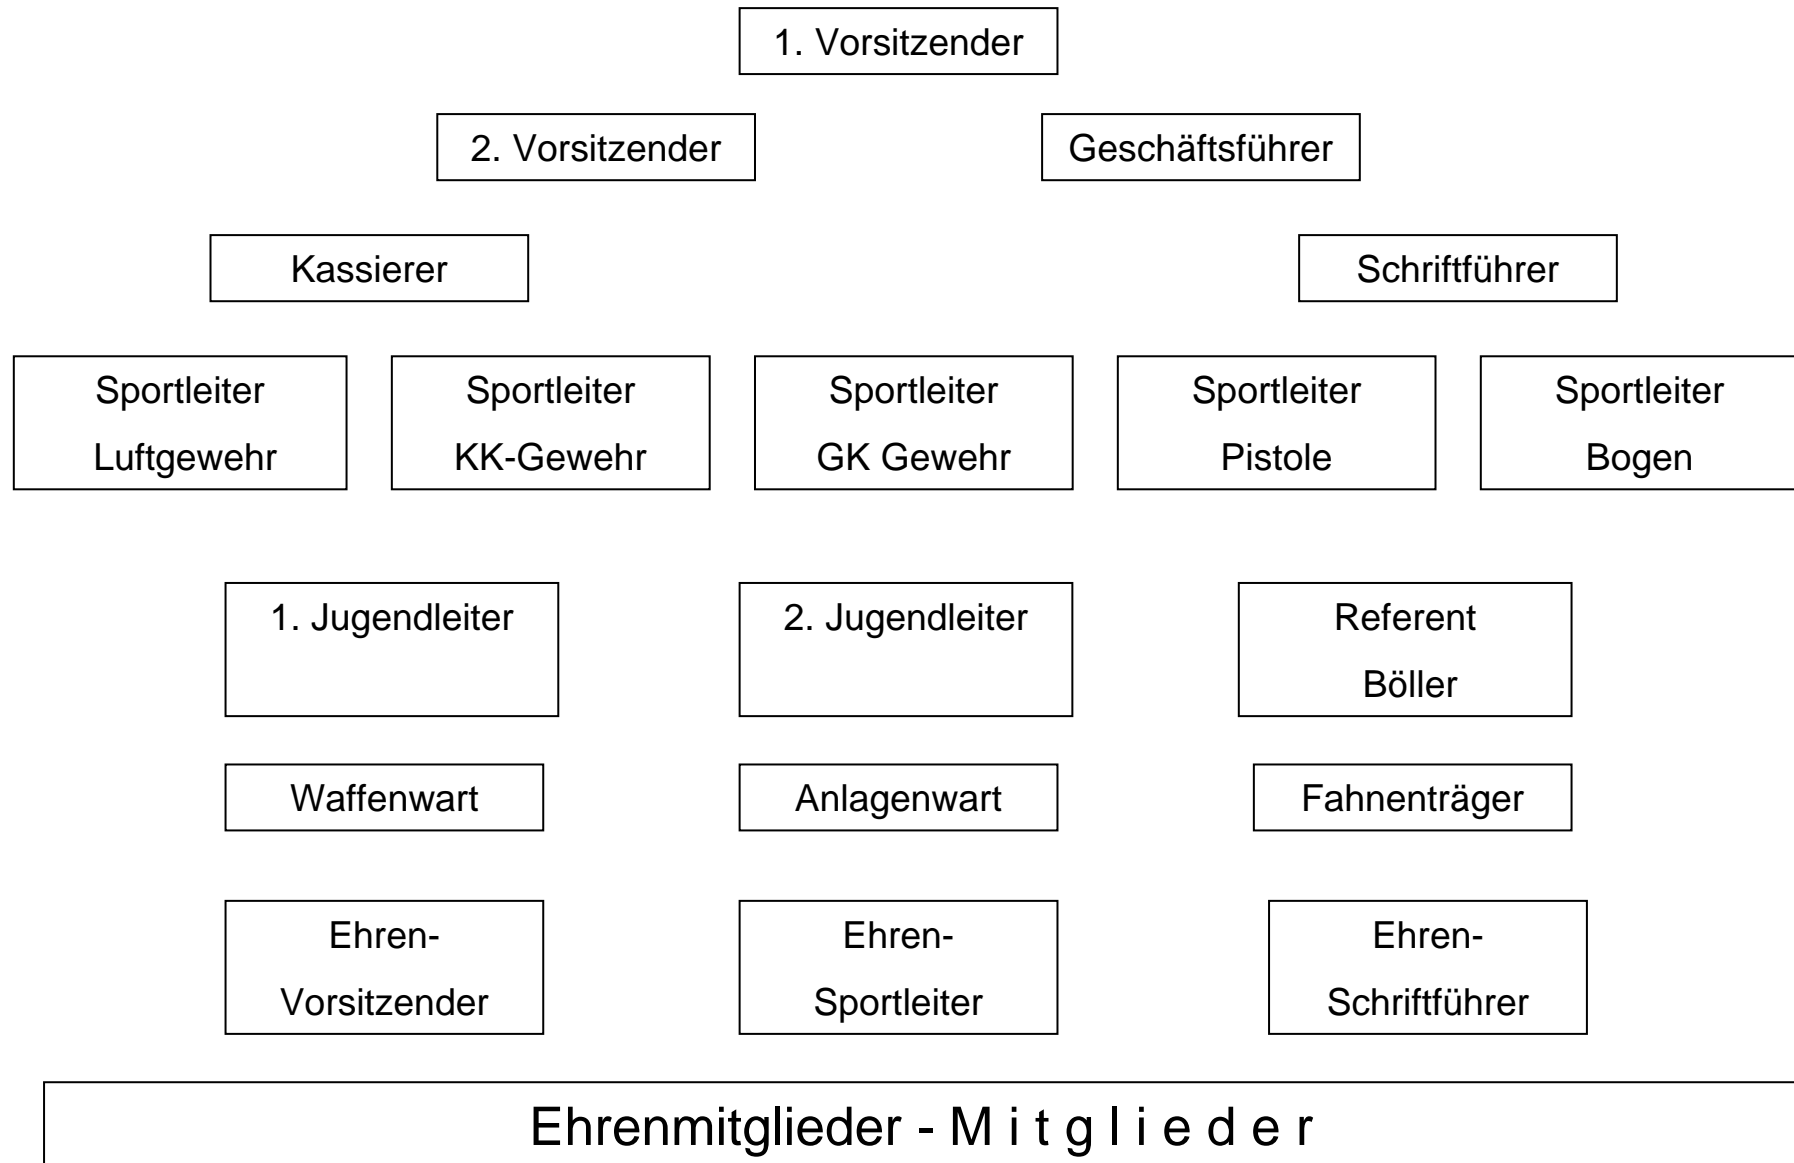 1. Vorsitzender
2. Vorsitzender
Geschäftsführer
Kassierer
Schriftführer
Sportleiter
Luftgewehr
Sportleiter
KK-Gewehr
Sportleiter
GK Gewehr
Sportleiter
Pistole
Sportleiter
Bogen
1. Jugendleiter
2. Jugendleiter
Referent
Böller
Waffenwart
Anlagenwart
Fahnenträger
Ehren-
Vorsitzender
Ehren-
Sportleiter
Ehren-
Schriftführer
Ehrenmitglieder - M i t g l i e d e r